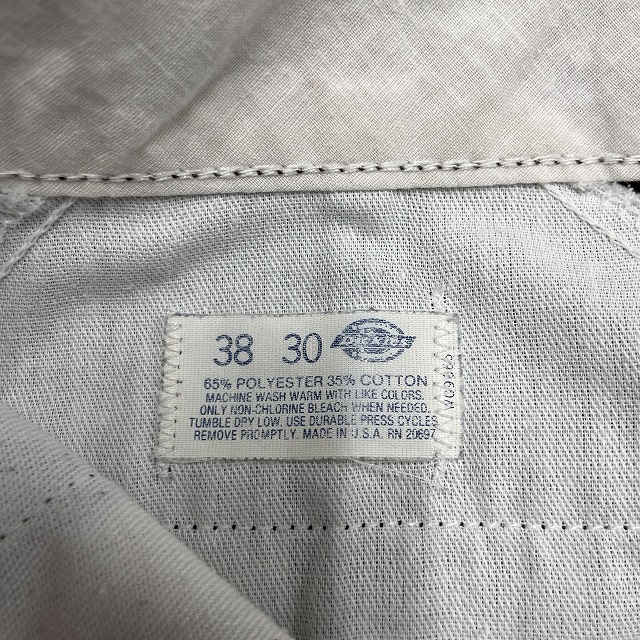 38 30 Dickies
65% POLYESTER 35% COTTON
MACHINE WASH WARM WITH LIKE COLORS.
ONLY NON-CHLORINE BLEACH WHEN NEEDED.
TUMBLE DRY LOW. USE DURABLE PRESS CYCLES
REMOVE PROMPTLY. MADE IN U.S.A. RN 20697